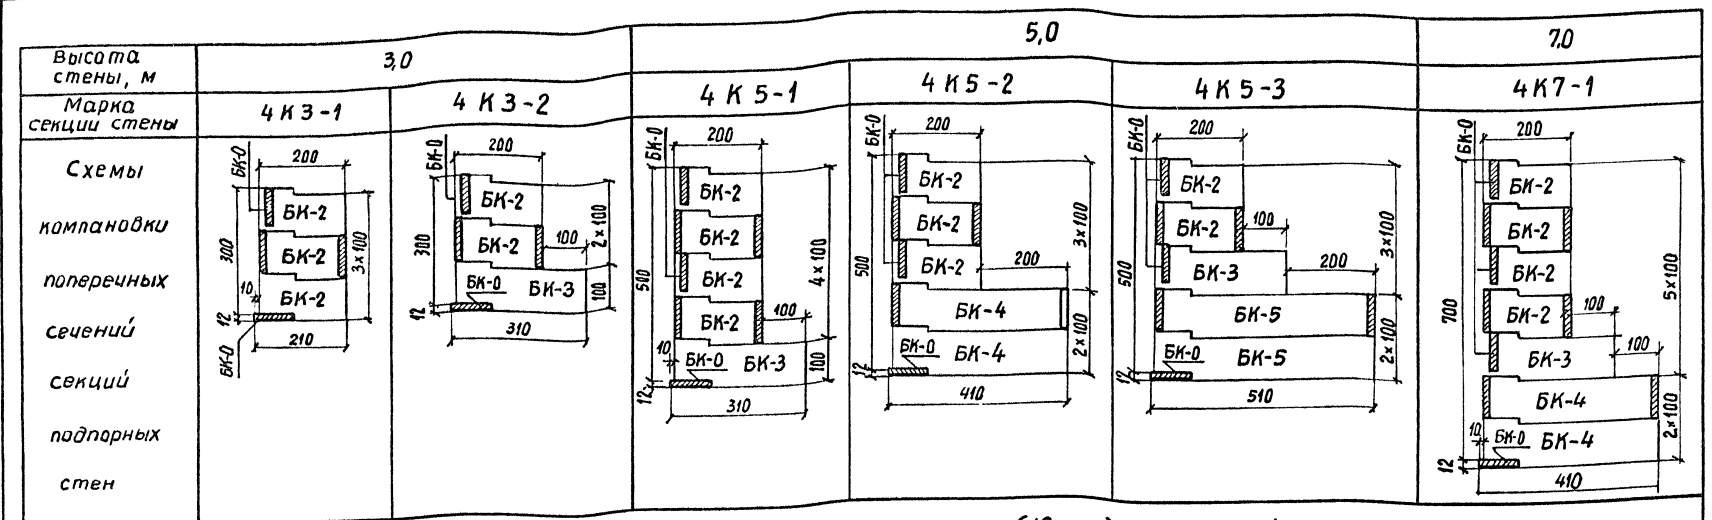 Высота
стены, м
3,0
5,0
7,0
Марка
секции стены
4К3-1
4К3-2
4К5-1
4К5-2
4К5-3
4К7-1
Схемы
компановки
поперечных
сечений
секций
подпорных
стен
БК-0
200
БК-2
БК-2
БК-2
300
3×100
10
12
210
БК-0
БК-0
200
БК-2
БК-2
100
БК-0
БК-3
300
2×100
100
12
310
БК-0
200
БК-2
БК-2
БК-2
БК-2
100
БК-0
БК-3
500
4×100
100
10
12
310
БК-0
200
БК-2
БК-2
БК-2
200
БК-4
БК-0
БК-4
500
3×100
2×100
12
410
БК-0
200
БК-2
БК-2
100
БК-3
200
БК-5
БК-0
БК-5
500
3×100
2×100
12
510
БК-0
200
БК-2
БК-2
БК-2
БК-2
100
БК-3
100
БК-4
БК-0
БК-4
700
5×100
2×100
10
12
410